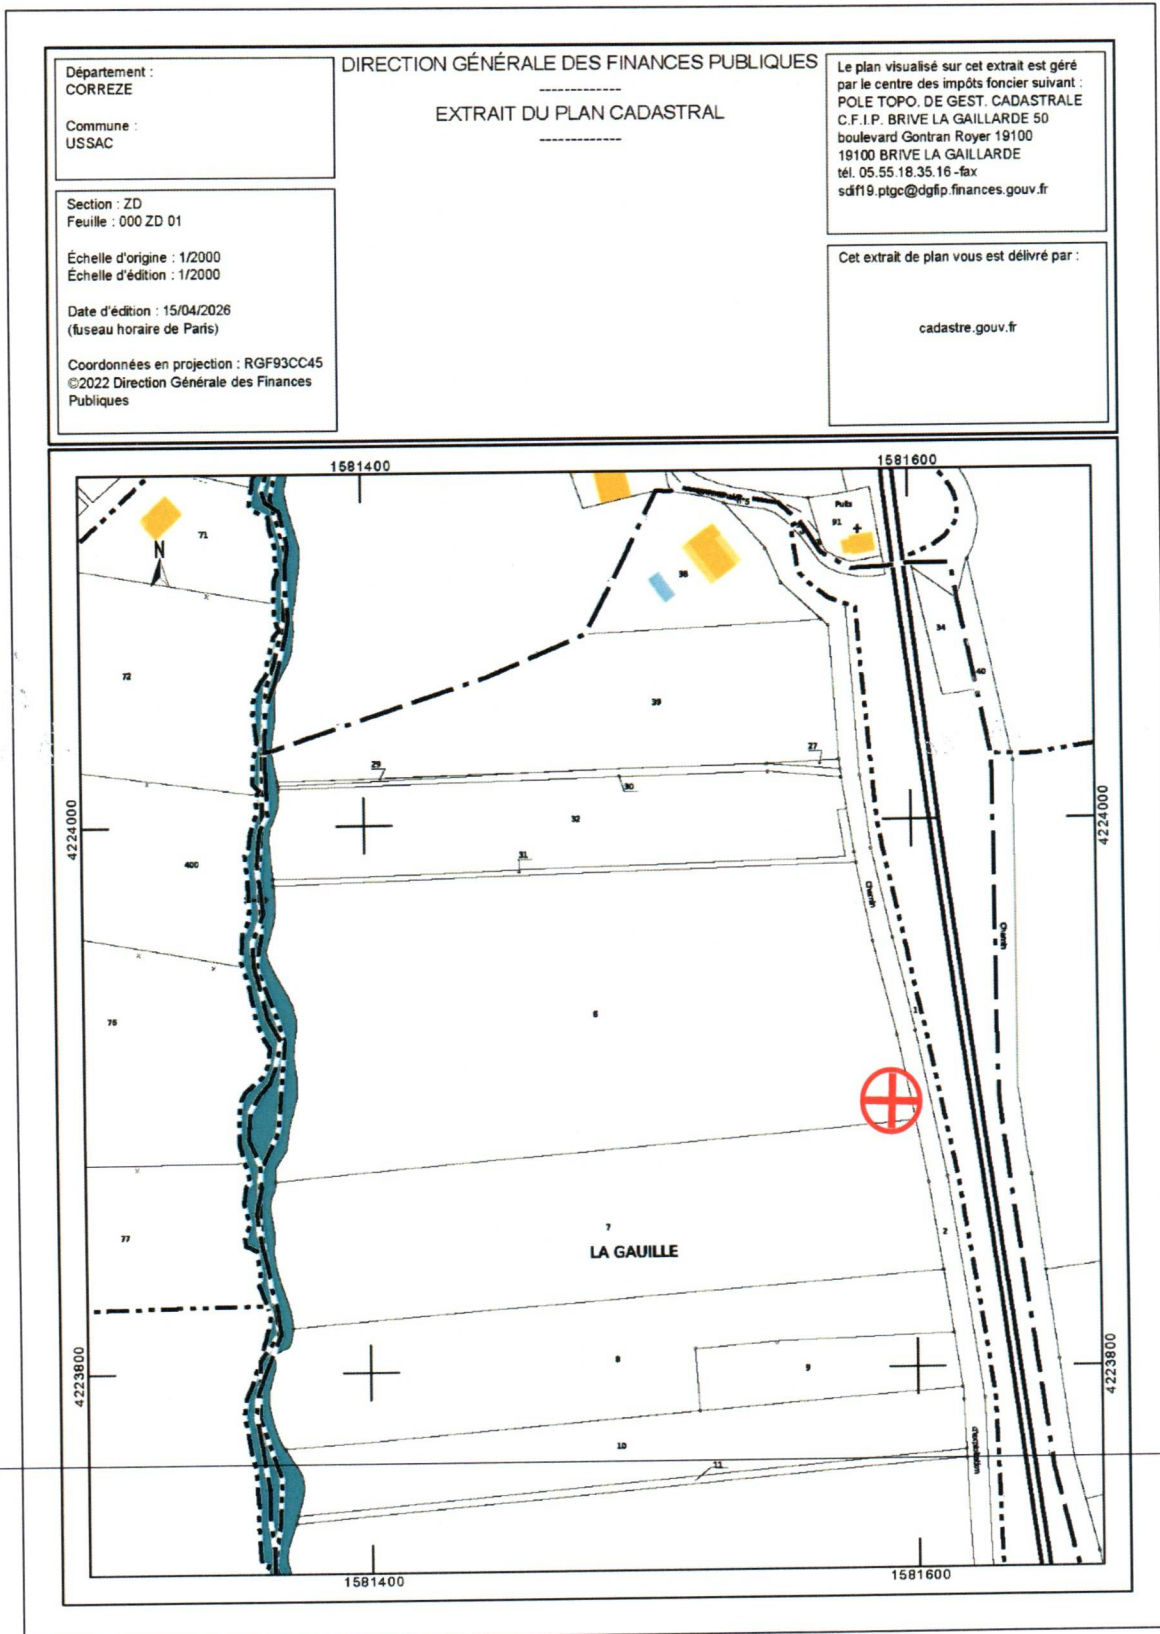 Département :
CORREZE
Commune :
USSAC
Section : ZD
Feuille : 000 ZD 01
Échelle d'origine : 1/2000
Échelle d'édition : 1/2000
Date d'édition : 15/04/2026
(fuseau horaire de Paris)
Coordonnées en projection : RGF93CC45
©2022 Direction Générale des Finances
Publiques
DIRECTION GÉNÉRALE DES FINANCES PUBLIQUES
-------------
EXTRAIT DU PLAN CADASTRAL
-------------
Le plan visualisé sur cet extrait est géré
par le centre des impôts foncier suivant :
POLE TOPO. DE GEST. CADASTRALE
C.F.I.P. BRIVE LA GAILLARDE 50
boulevard Gontran Royer 19100
19100 BRIVE LA GAILLARDE
tél. 05.55.18.35.16 -fax
sdif19.ptgc@dgfip.finances.gouv.fr
Cet extrait de plan vous est délivré par :
cadastre.gouv.fr
1581400
1581600
Puits
91
71
N
38
34
40
72
39
27
29
30
32
4224000
4224000
31
400
Chemin
Chemin
76
6
1
77
7
2
LA GAUILLE
8
9
4223800
4223800
10
11
d'exploitation
1581400
1581600